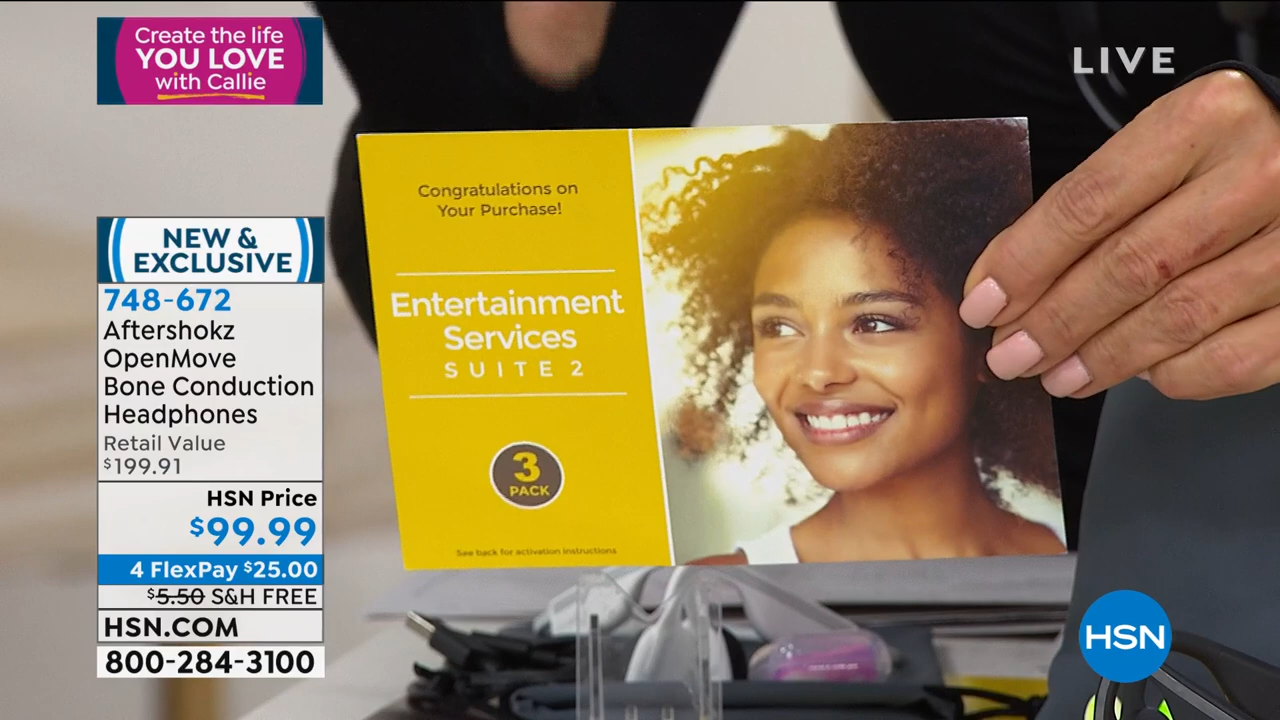 Create the life
YOU LOVE
with Callie
LIVE
NEW &
EXCLUSIVE
748-672
Aftershokz
OpenMove
Bone Conduction
Headphones
Retail Value
$199.91
HSN Price
$99.99
4 FlexPay $25.00
$5.50 S&H FREE
HSN.COM
800-284-3100
Congratulations on
Your Purchase!
Entertainment
Services
SUITE 2
3
PACK
See back for activation instructions
HSN